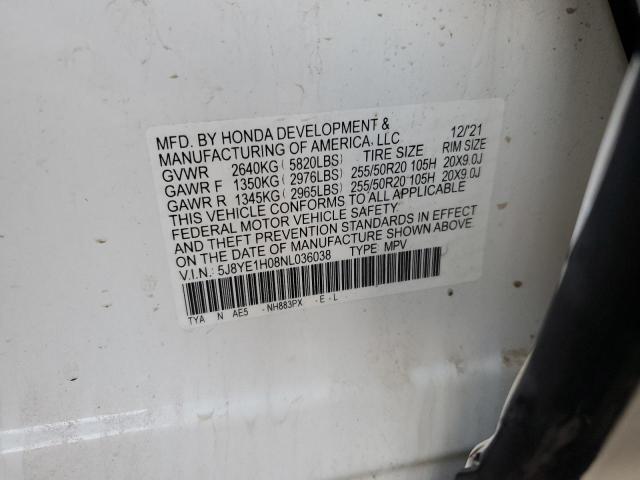 MFD. BY HONDA DEVELOPMENT & 12/'21
MANUFACTURING OF AMERICA, LLC
GVWR 2640KG ( 5820LBS) TIRE SIZE RIM SIZE
GAWR F 1350KG ( 2976LBS) 255/50R20 105H 20X9.0J
GAWR R 1345KG ( 2965LBS) 255/50R20 105H 20X9.0J
THIS VEHICLE CONFORMS TO ALL APPLICABLE
FEDERAL MOTOR VEHICLE SAFETY
AND THEFT PREVENTION STANDARDS IN EFFECT
ON THE DATE OF MANUFACTURE SHOWN ABOVE.
V.I.N.: 5J8YE1H08NL036038 TYPE MPV
TYA N AE5 -NH883PX -E-L